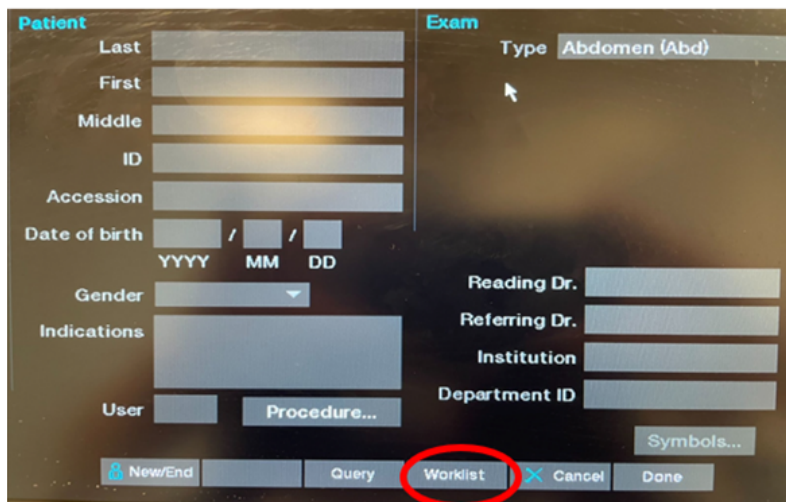 Patient
Last
First
Middle
ID
Accession
Date of birth / /
YYYY MM DD
Gender
Indications
User Procedure...
Exam
Type Abdomen (Abd)
Reading Dr.
Referring Dr.
Institution
Department ID
Symbols...
New/End Query Worklist Cancel Done